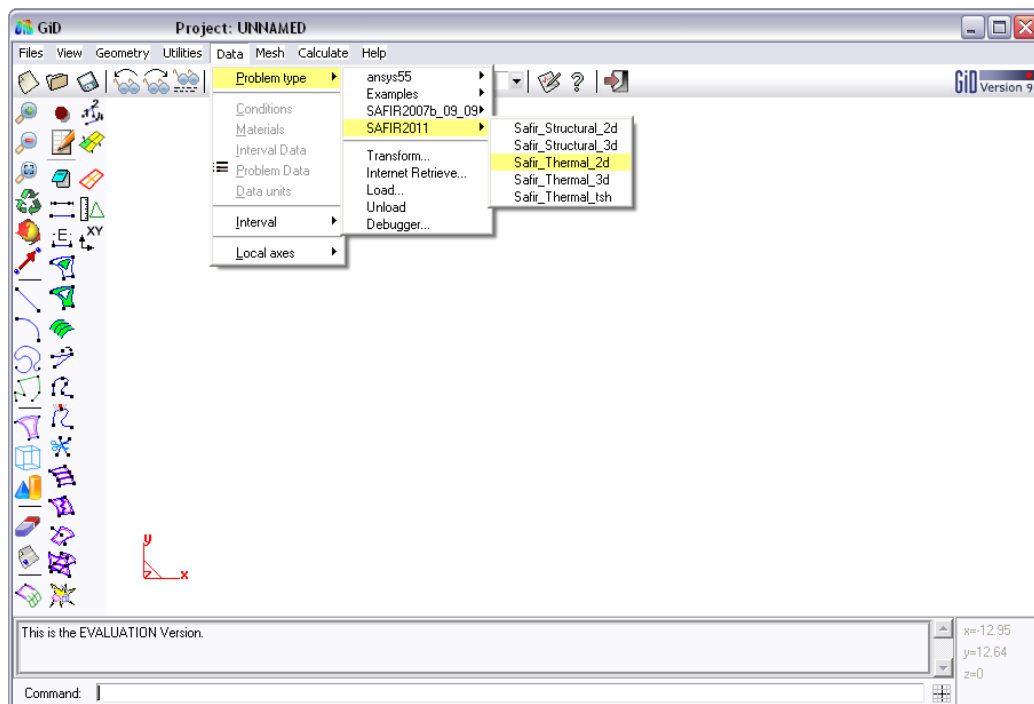 GiD Project: UNNAMED
Files View Geometry Utilities Data Mesh Calculate Help
GiD Version 9
Problem type
Conditions
Materials
Interval Data
Problem Data
Data units
Interval
Local axes
ansys55
Examples
SAFIR2007b_09_09
SAFIR2011
Transform...
Internet Retrieve...
Load...
Unload
Debugger...
Safir_Structural_2d
Safir_Structural_3d
Safir_Thermal_2d
Safir_Thermal_3d
Safir_Thermal_tsh
E
XY
y
z x
This is the EVALUATION Version.
x=-12.95
y=12.64
z=0
Command: